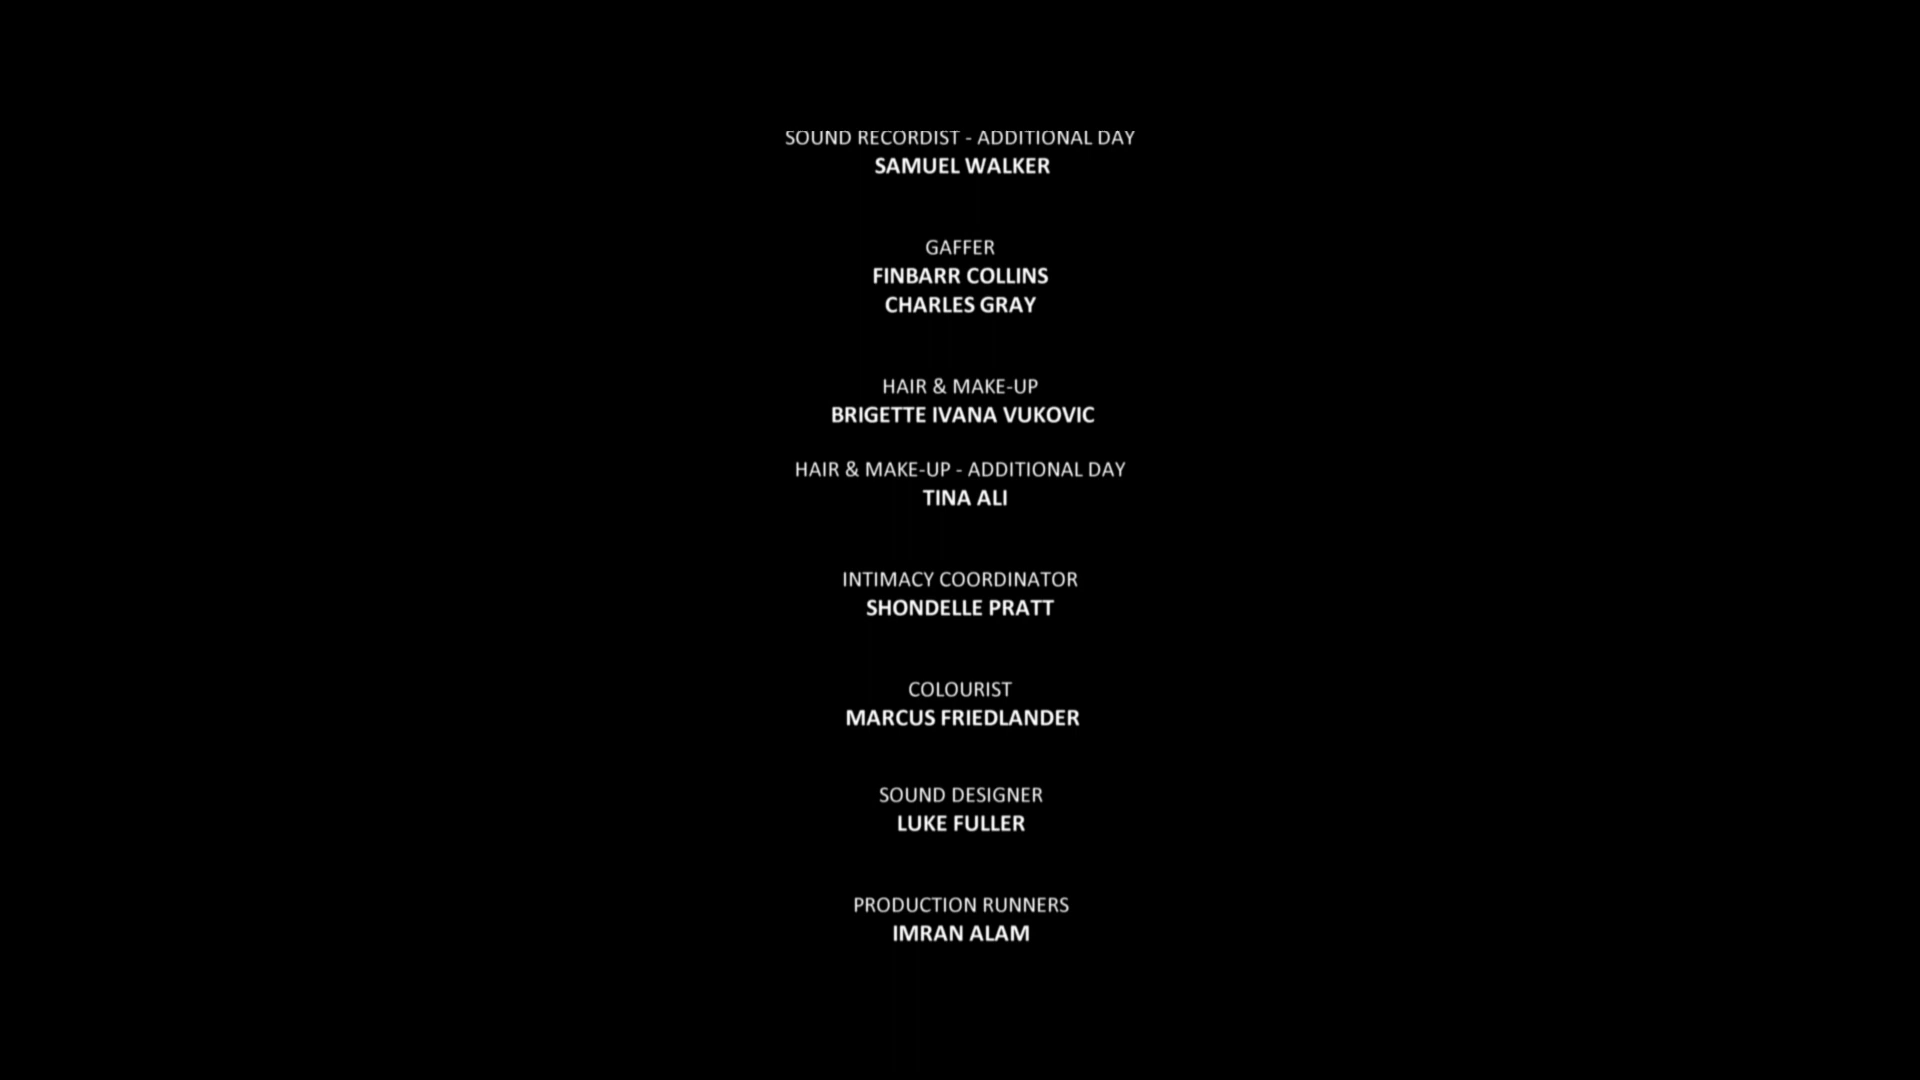 SOUND RECORDIST - ADDITIONAL DAY
SAMUEL WALKER
GAFFER
FINBARR COLLINS
CHARLES GRAY
HAIR & MAKE-UP
BRIGETTE IVANA VUKOVIC
HAIR & MAKE-UP - ADDITIONAL DAY
TINA ALI
INTIMACY COORDINATOR
SHONDELLE PRATT
COLOURIST
MARCUS FRIEDLANDER
SOUND DESIGNER
LUKE FULLER
PRODUCTION RUNNERS
IMRAN ALAM